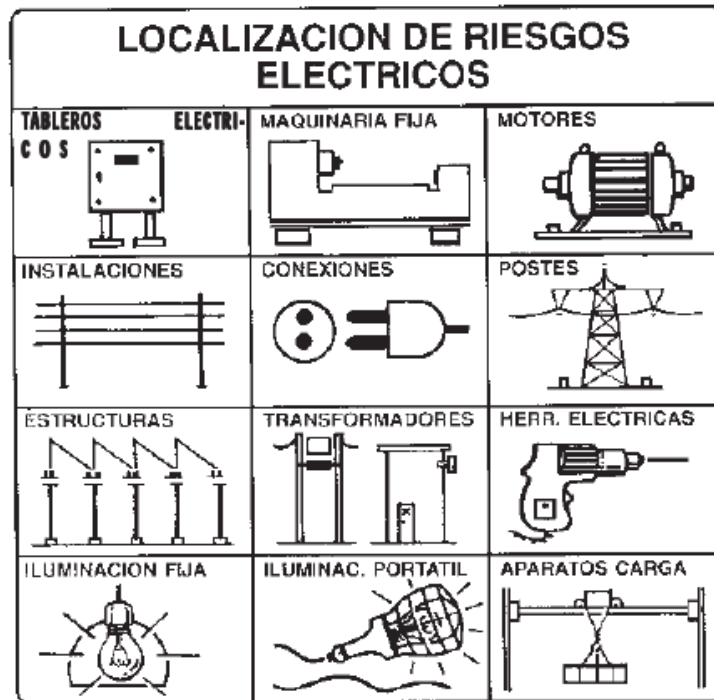 LOCALIZACION DE RIESGOS
ELECTRICOS
TABLEROS ELECTRI-
COS
MAQUINARIA FIJA
MOTORES
INSTALACIONES
CONEXIONES
POSTES
ESTRUCTURAS
TRANSFORMADORES
HERR. ELECTRICAS
ILUMINACION FIJA
ILUMINAC. PORTATIL
APARATOS CARGA